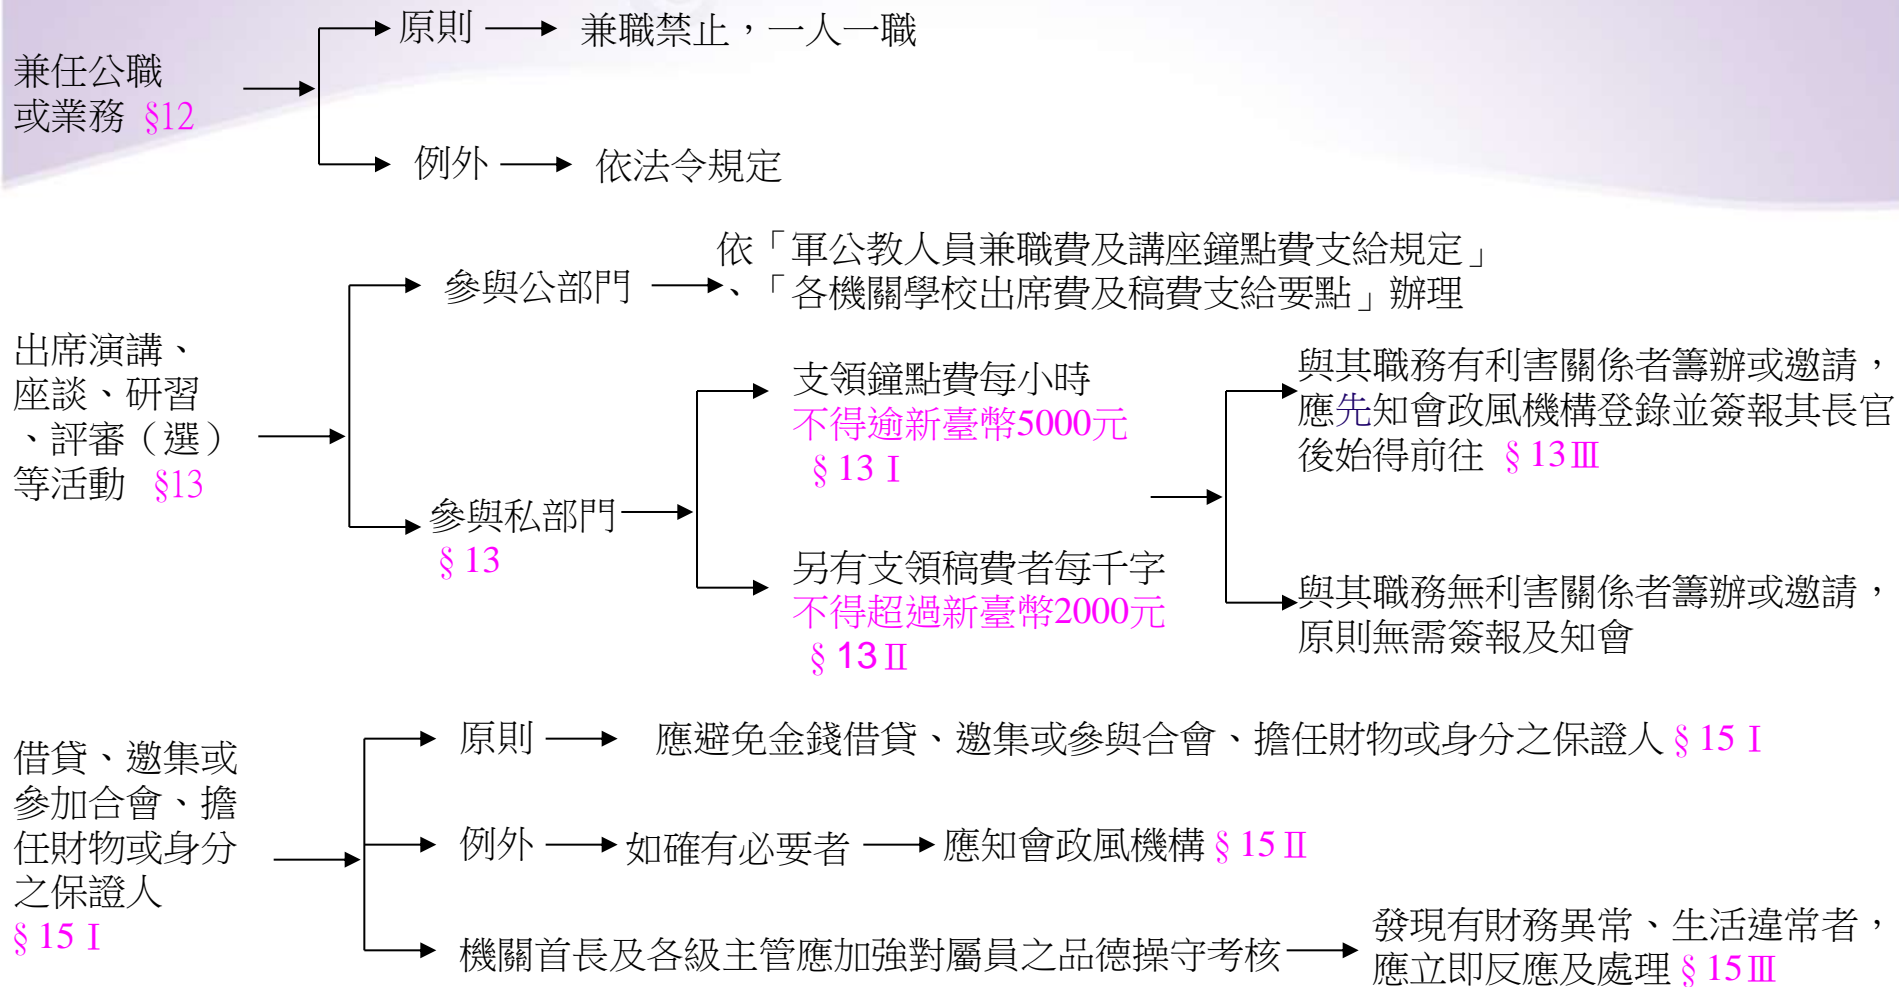 兼任公職
或業務 §12
原則
兼職禁止，一人一職
例外
依法令規定
出席演講、
座談、研習
、評審（選）
等活動 §13
參與公部門
依「軍公教人員兼職費及講座鐘點費支給規定」
、「各機關學校出席費及稿費支給要點」辦理
參與私部門
§13
支領鐘點費每小時
不得逾新臺幣5000元
§13Ⅰ
另有支領稿費者每千字
不得超過新臺幣2000元
§13Ⅱ
與其職務有利害關係者籌辦或邀請，
應先知會政風機構登錄並簽報其長官
後始得前往 §13Ⅲ
與其職務無利害關係者籌辦或邀請，
原則無需簽報及知會
借貸、邀集或
參加合會、擔
任財物或身分
之保證人
§15Ⅰ
原則
應避免金錢借貸、邀集或參與合會、擔任財物或身分之保證人§15Ⅰ
例外
如確有必要者
應知會政風機構§15Ⅱ
機關首長及各級主管應加強對屬員之品德操守考核
發現有財務異常、生活違常者，
應立即反應及處理§15Ⅲ